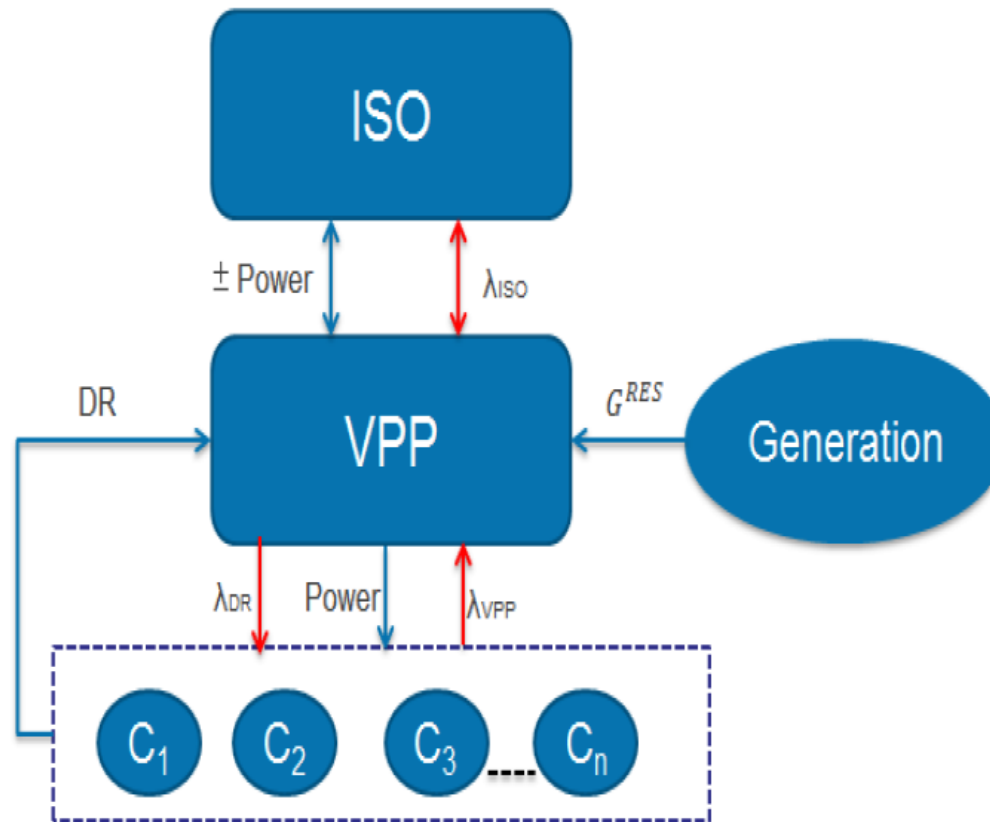 ISO
± Power
λISO
DR
VPP
G^RES
Generation
λDR
Power
λVPP
C₁
C₂
C₃
Cₙ